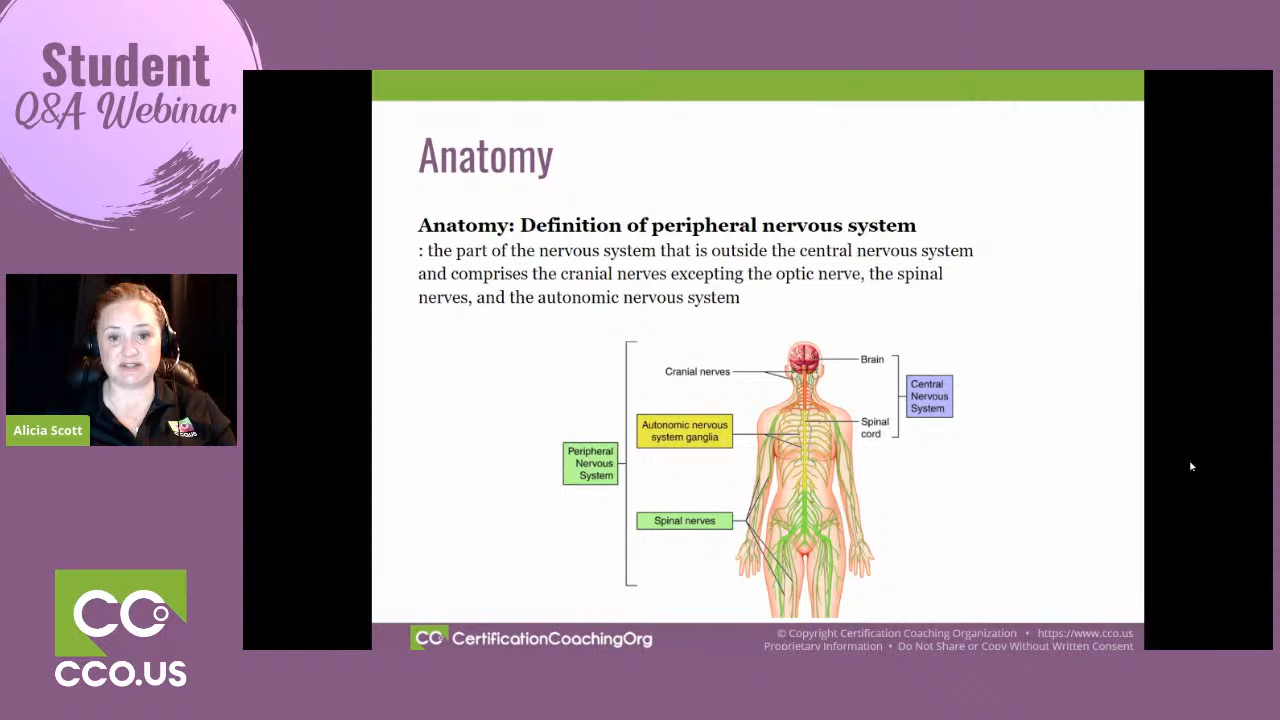 Student
Q&A Webinar
Alicia Scott
CCO
CCO.US
CCO.US
Anatomy
Anatomy: Definition of peripheral nervous system
: the part of the nervous system that is outside the central nervous system
and comprises the cranial nerves excepting the optic nerve, the spinal
nerves, and the autonomic nervous system
Cranial nerves
Autonomic nervous
system ganglia
Peripheral
Nervous
System
Spinal nerves
Brain
Spinal
cord
Central
Nervous
System
CCO CertificationCoachingOrg
© Copyright Certification Coaching Organization • https://www.cco.us
Proprietary Information • Do Not Share or Copy Without Written Consent